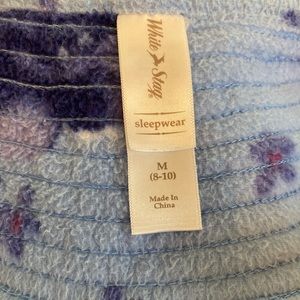 White Stag
sleepwear
M
(8-10)
Made In
China